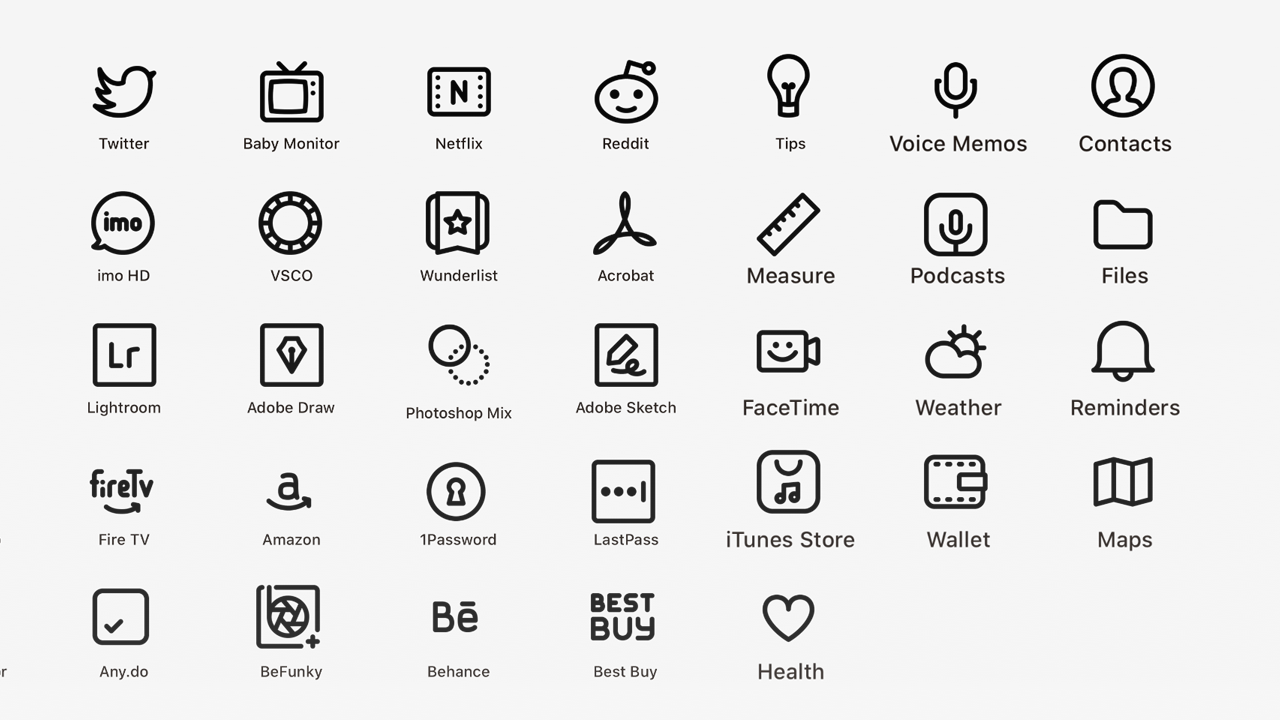 Twitter Baby Monitor N Netflix Reddit Tips Voice Memos Contacts
imo
imo HD VSCO Wunderlist Acrobat Measure Podcasts Files
Lr
Lightroom Adobe Draw Photoshop Mix Adobe Sketch FaceTime Weather Reminders
fireTv a
Fire TV Amazon 1Password LastPass iTunes Store Wallet Maps
Bē BEST BUY
Any.do BeFunky Behance Best Buy Health